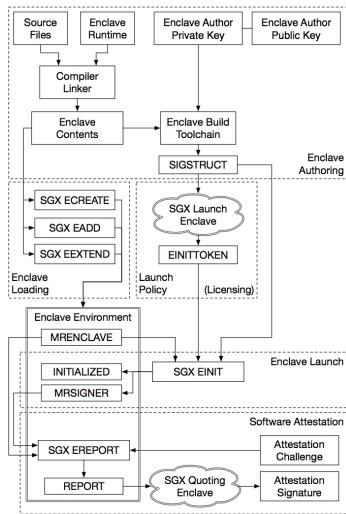 Source
Files
Enclave
Runtime
Enclave Author
Private Key
Enclave Author
Public Key
Compiler
Linker
Enclave
Contents
Enclave Build
Toolchain
SIGSTRUCT
Enclave
Authoring
SGX ECREATE
SGX EADD
SGX EEXTEND
Enclave
Loading
SGX Launch
Enclave
EINITTOKEN
Launch
Policy
(Licensing)
Enclave Environment
MRENCLAVE
Enclave Launch
INITIALIZED
SGX EINIT
MRSIGNER
Software Attestation
SGX EREPORT
Attestation
Challenge
REPORT
SGX Quoting
Enclave
Attestation
Signature